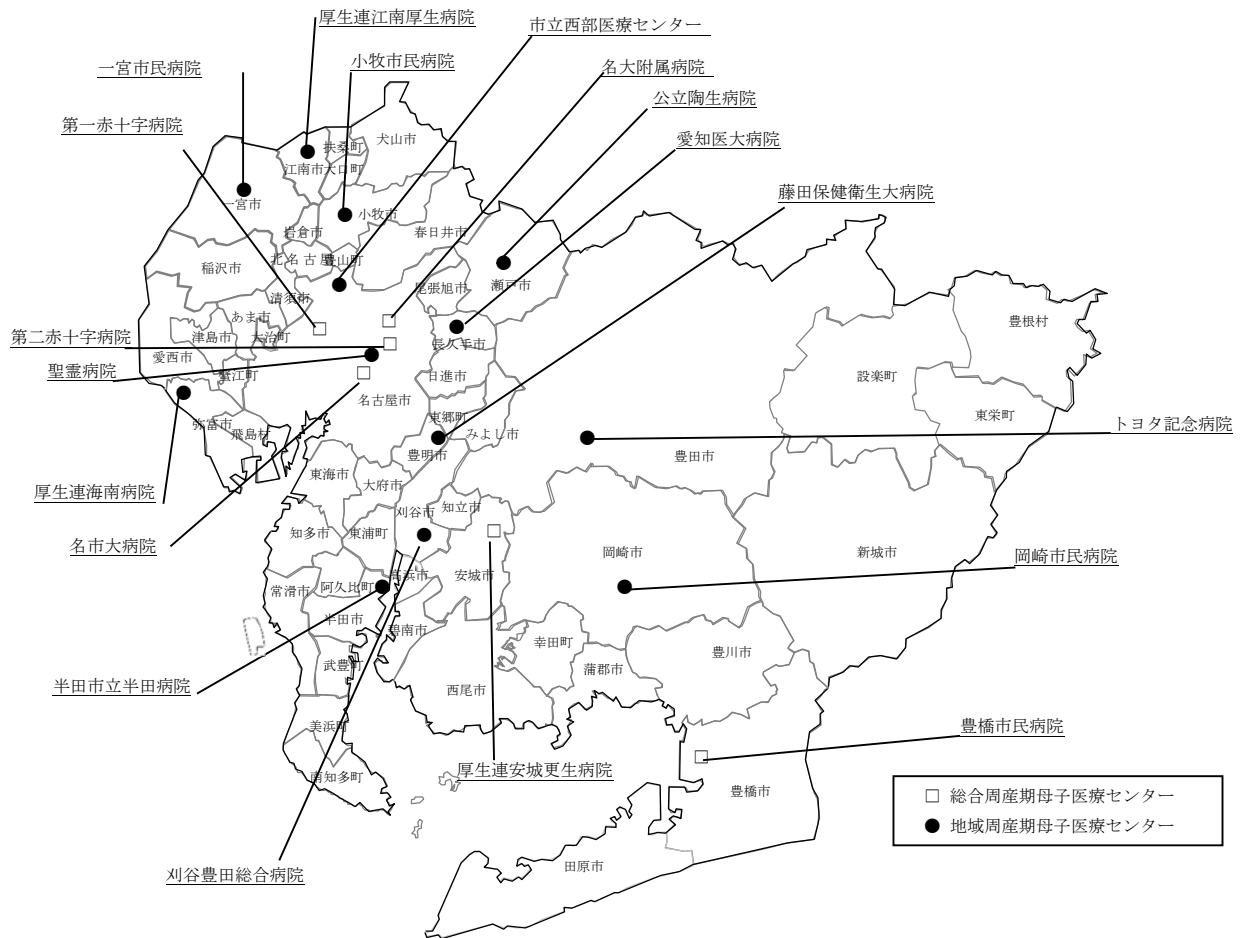 厚生連江南厚生病院
市立西部医療センター
小牧市民病院
一宮市民病院
名大附属病院
公立陶生病院
第一赤十字病院
愛知医大病院
藤田保健衛生大病院
犬山市
扶桑町
江南市
大口町
一宮市
小牧市
岩倉市
春日井市
北名古屋
豊山町
稲沢市
尾張旭市
瀬戸市
清須市
あま市
津島市
大治町
第二赤十字病院
長久手市
豊根村
愛西市
聖霊病院
蟹江町
日進市
設楽町
名古屋市
東郷町
東栄町
弥富市
飛島村
みよし市
トヨタ記念病院
豊明市
豊田市
東海市
大府市
厚生連海南病院
刈谷市
知立市
知多市
東浦町
名市大病院
岡崎市
新城市
岡崎市民病院
高浜市
安城市
常滑市
阿久比町
半田市
碧南市
幸田町
豊川市
武豊町
蒲郡市
半田市立半田病院
西尾市
美浜町
豊橋市民病院
南知多町
厚生連安城更生病院
豊橋市
□ 総合周産期母子医療センター
● 地域周産期母子医療センター
田原市
刈谷豊田総合病院